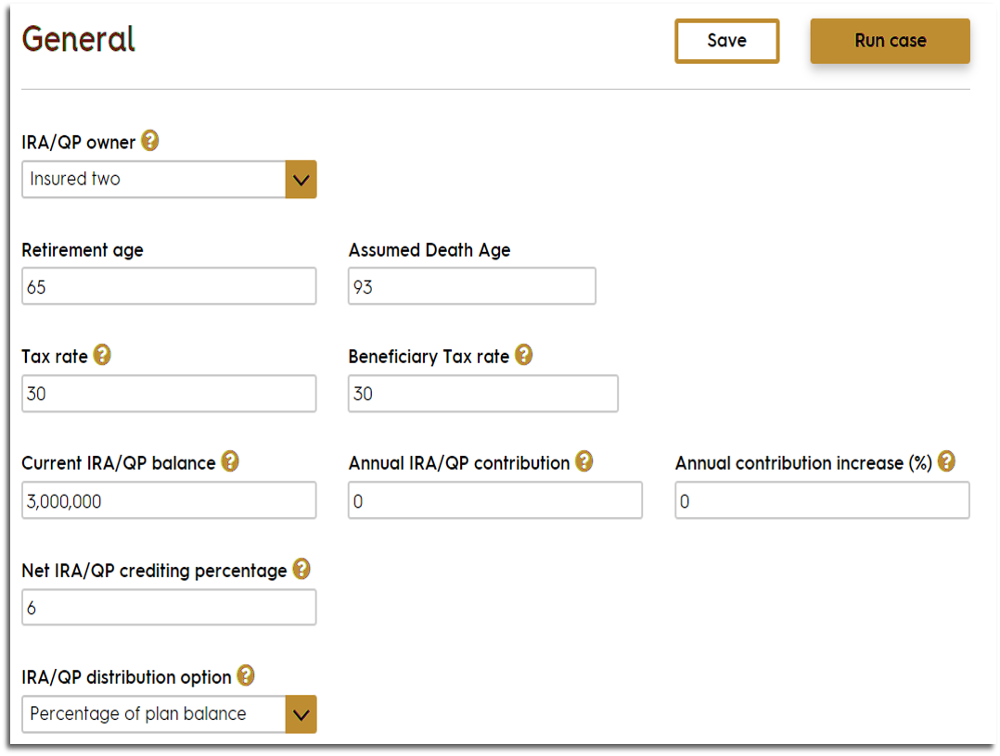 General
Save
Run case
IRA/QP owner ?
Insured two
Retirement age
Assumed Death Age
65
93
Tax rate ?
Beneficiary Tax rate ?
30
30
Current IRA/QP balance ?
Annual IRA/QP contribution ?
Annual contribution increase (%) ?
3,000,000
0
0
Net IRA/QP crediting percentage ?
6
IRA/QP distribution option ?
Percentage of plan balance